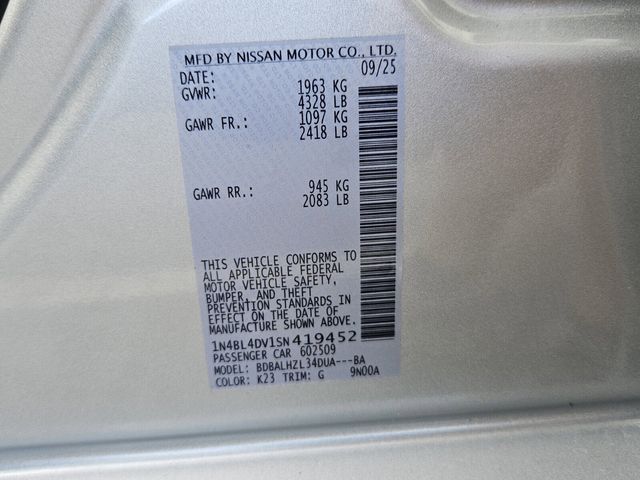 MFD BY NISSAN MOTOR CO., LTD.
DATE: 09/25
GVWR: 1963 KG
4328 LB
GAWR FR.: 1097 KG
2418 LB
GAWR RR.: 945 KG
2083 LB
THIS VEHICLE CONFORMS TO
ALL APPLICABLE FEDERAL
MOTOR VEHICLE SAFETY,
BUMPER, AND THEFT
PREVENTION STANDARDS IN
EFFECT ON THE DATE OF
MANUFACTURE SHOWN ABOVE.
1N4BL4DV1SN419452
PASSENGER CAR 602509
MODEL: BDBALHZL34DUA---BA
COLOR: K23 TRIM: G 9N00A